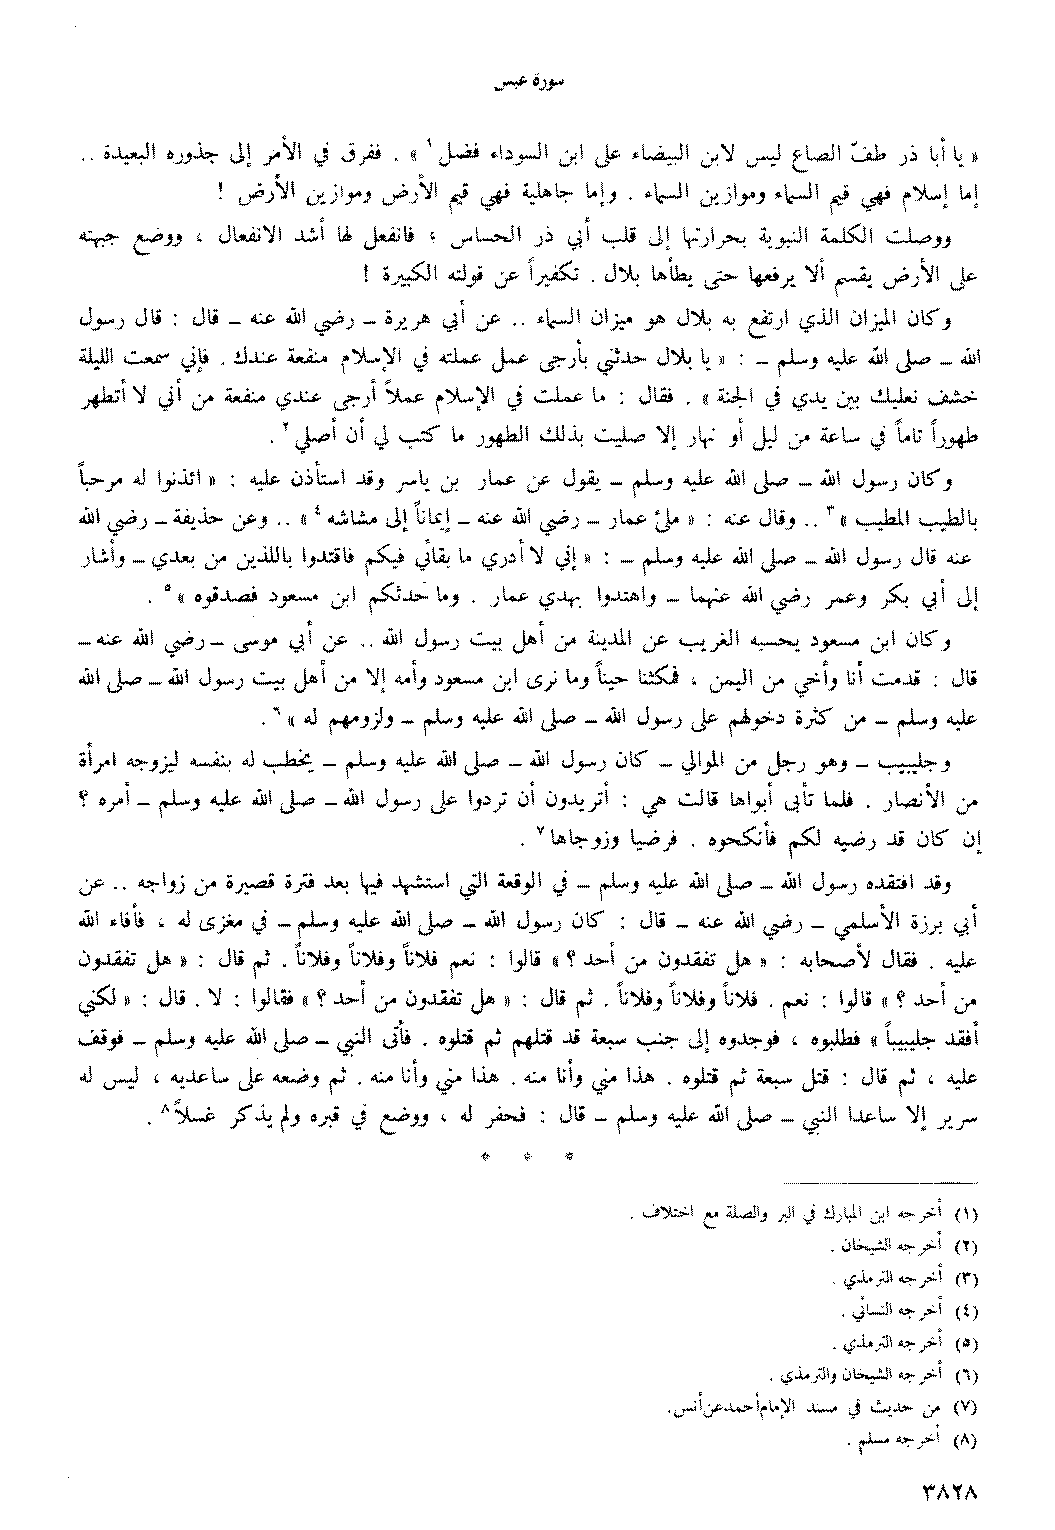 سورة عبس
« يا أبا ذر طفّ الصاع ليس لابن البيضاء على ابن السوداء فضل ١ » . ففرق في الأمر إلى جذوره البعيدة ..
إما إسلام فهي قيم السماء وموازين السماء . وإما جاهلية فهي قيم الأرض وموازين الأرض !
ووصلت الكلمة النبوية بحرارتها إلى قلب أبي ذر الحساس ؛ فانفعل لها أشد الانفعال ، ووضع جبهته
على الأرض يقسم ألا يرفعها حتى يطأها بلال . تكفيراً عن قولته الكبيرة !
وكان الميزان الذي ارتفع به بلال هو ميزان السماء .. عن أبي هريرة – رضي الله عنه – قال : قال رسول
الله – صلى الله عليه وسلم – : « يا بلال حدثني بأرجى عمل عملته في الإسلام منفعة عندك . فإني سمعت الليلة
خشف نعليك بين يدي في الجنة » . فقال : ما عملت في الإسلام عملاً أرجى عندي منفعة من أني لا أتطهر
طهوراً تاماً في ساعة من ليل أو نهار إلا صليت بذلك الطهور ما كتب لي أن أصلي ٢ .
وكان رسول الله – صلى الله عليه وسلم – يقول عن عمار بن ياسر وقد استأذن عليه : « ائذنوا له مرحباً
بالطيب المطيب » ٣ .. وقال عنه : « ملئ عمار – رضي الله عنه – إيماناً إلى مشاشه ٤ » .. وعن حذيفة – رضي الله
عنه قال رسول الله – صلى الله عليه وسلم – : « إني لا أدري ما بقائي فيكم فاقتدوا باللذين من بعدي – وأشار
إلى أبي بكر وعمر رضي الله عنهما – واهتدوا بهدي عمار . وما حدثكم ابن مسعود فصدقوه » ٥ .
وكان ابن مسعود يحسبه الغريب عن المدينة من أهل بيت رسول الله .. عن أبي موسى – رضي الله عنه –
قال : قدمت أنا وأخي من اليمن ، فمكثنا حيناً وما نرى ابن مسعود وأمه إلا من أهل بيت رسول الله – صلى الله
عليه وسلم – من كثرة دخولهم على رسول الله – صلى الله عليه وسلم – ولزومهم له » ٦ .
وجليبيب – وهو رجل من الموالي – كان رسول الله – صلى الله عليه وسلم – يخطب له بنفسه ليزوجه امرأة
من الأنصار . فلما تأبى أبواها قالت هي : أتريدون أن تردوا على رسول الله – صلى الله عليه وسلم – أمره ؟
إن كان قد رضيه لكم فأنكحوه . فرضيا وزوجاها ٧ .
وقد افتقده رسول الله – صلى الله عليه وسلم – في الوقعة التي استشهد فيها بعد فترة قصيرة من زواجه .. عن
أبي برزة الأسلمي – رضي الله عنه – قال : كان رسول الله – صلى الله عليه وسلم – في مغزى له ، فأفاء الله
عليه . فقال لأصحابه : « هل تفقدون من أحد ؟ » قالوا : نعم فلاناً وفلاناً وفلاناً . ثم قال : « هل تفقدون
من أحد ؟ » قالوا : نعم . فلاناً وفلاناً وفلاناً . ثم قال : « هل تفقدون من أحد ؟ » فقالوا : لا . قال : « لكني
أفقد جليبيباً » فطلبوه ، فوجدوه إلى جنب سبعة قد قتلهم ثم قتلوه . فأتى النبي – صلى الله عليه وسلم – فوقف
عليه ، ثم قال : قتل سبعة ثم قتلوه . هذا مني وأنا منه . هذا مني وأنا منه . ثم وضعه على ساعديه ، ليس له
سرير إلا ساعدا النبي – صلى الله عليه وسلم – قال : فحفر له ، ووضع في قبره ولم يذكر غسلاً ٨ .
* * *
(١) أخرجه ابن المبارك في البر والصلة مع اختلاف .
(٢) أخرجه الشيخان .
(٣) أخرجه الترمذي .
(٤) أخرجه النسائي .
(٥) أخرجه الترمذي .
(٦) أخرجه الشيخان والترمذي .
(٧) من حديث في مسند الإمام أحمد عن أنس .
(٨) أخرجه مسلم .
٣٨٢٨